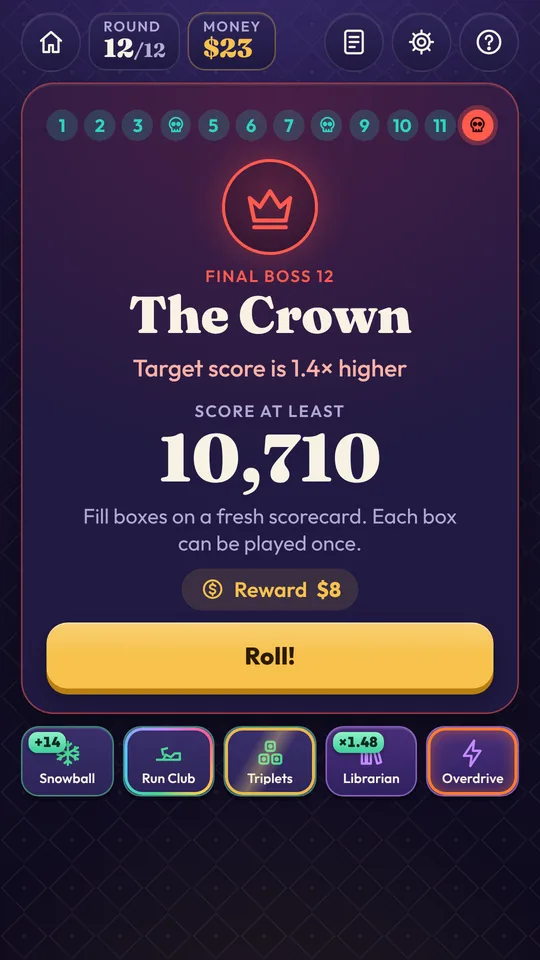 ROUND
12/12
MONEY
$23
1 2 3 5 6 7 9 10 11
FINAL BOSS 12
The Crown
Target score is 1.4× higher
SCORE AT LEAST
10,710
Fill boxes on a fresh scorecard. Each box
can be played once.
Reward $8
Roll!
+14
Snowball
Run Club
Triplets
×1.48
Librarian
Overdrive